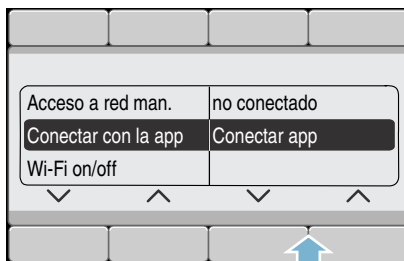 Acceso a red man. no conectado
Conectar con la app Conectar app
Wi-Fi on/off